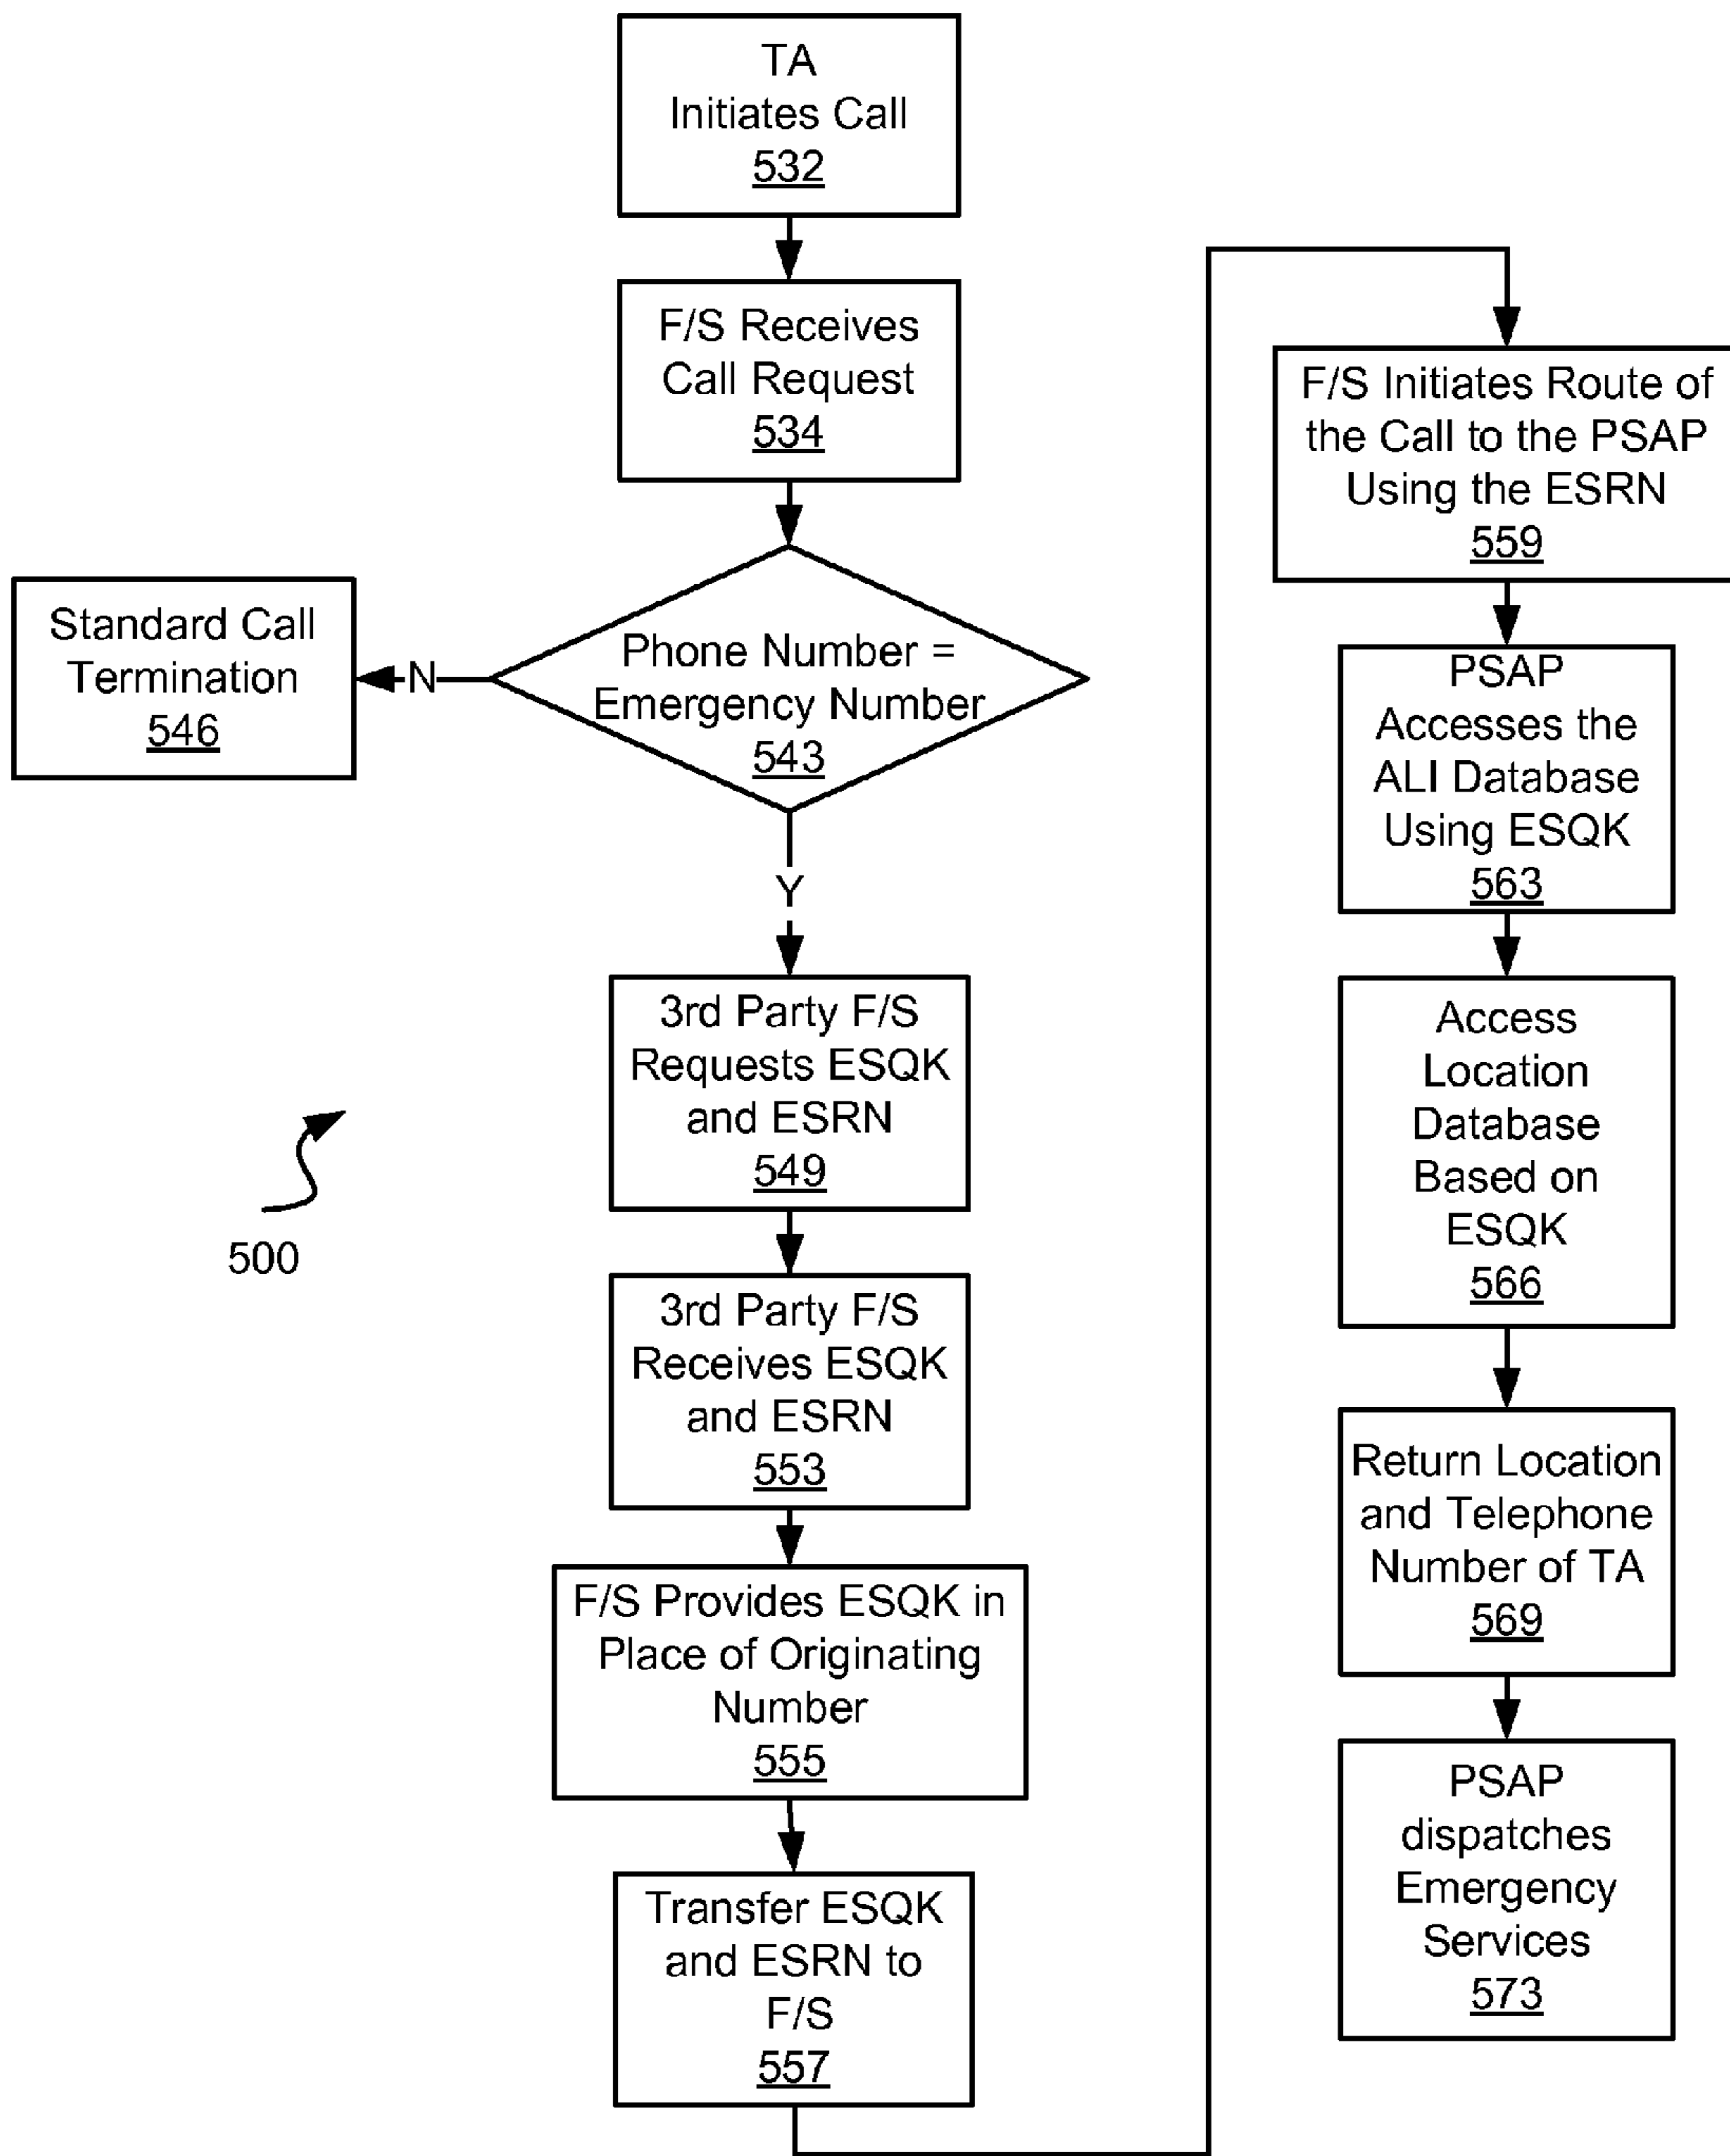 TA
Initiates Call
532
F/S Receives
Call Request
534
Phone Number =
Emergency Number
543
N
Standard Call
Termination
546
Y
3rd Party F/S
Requests ESQK
and ESRN
549
3rd Party F/S
Receives ESQK
and ESRN
553
F/S Provides ESQK in
Place of Originating
Number
555
Transfer ESQK
and ESRN to
F/S
557
500
F/S Initiates Route of
the Call to the PSAP
Using the ESRN
559
PSAP
Accesses the
ALI Database
Using ESQK
563
Access
Location
Database
Based on
ESQK
566
Return Location
and Telephone
Number of TA
569
PSAP
dispatches
Emergency
Services
573